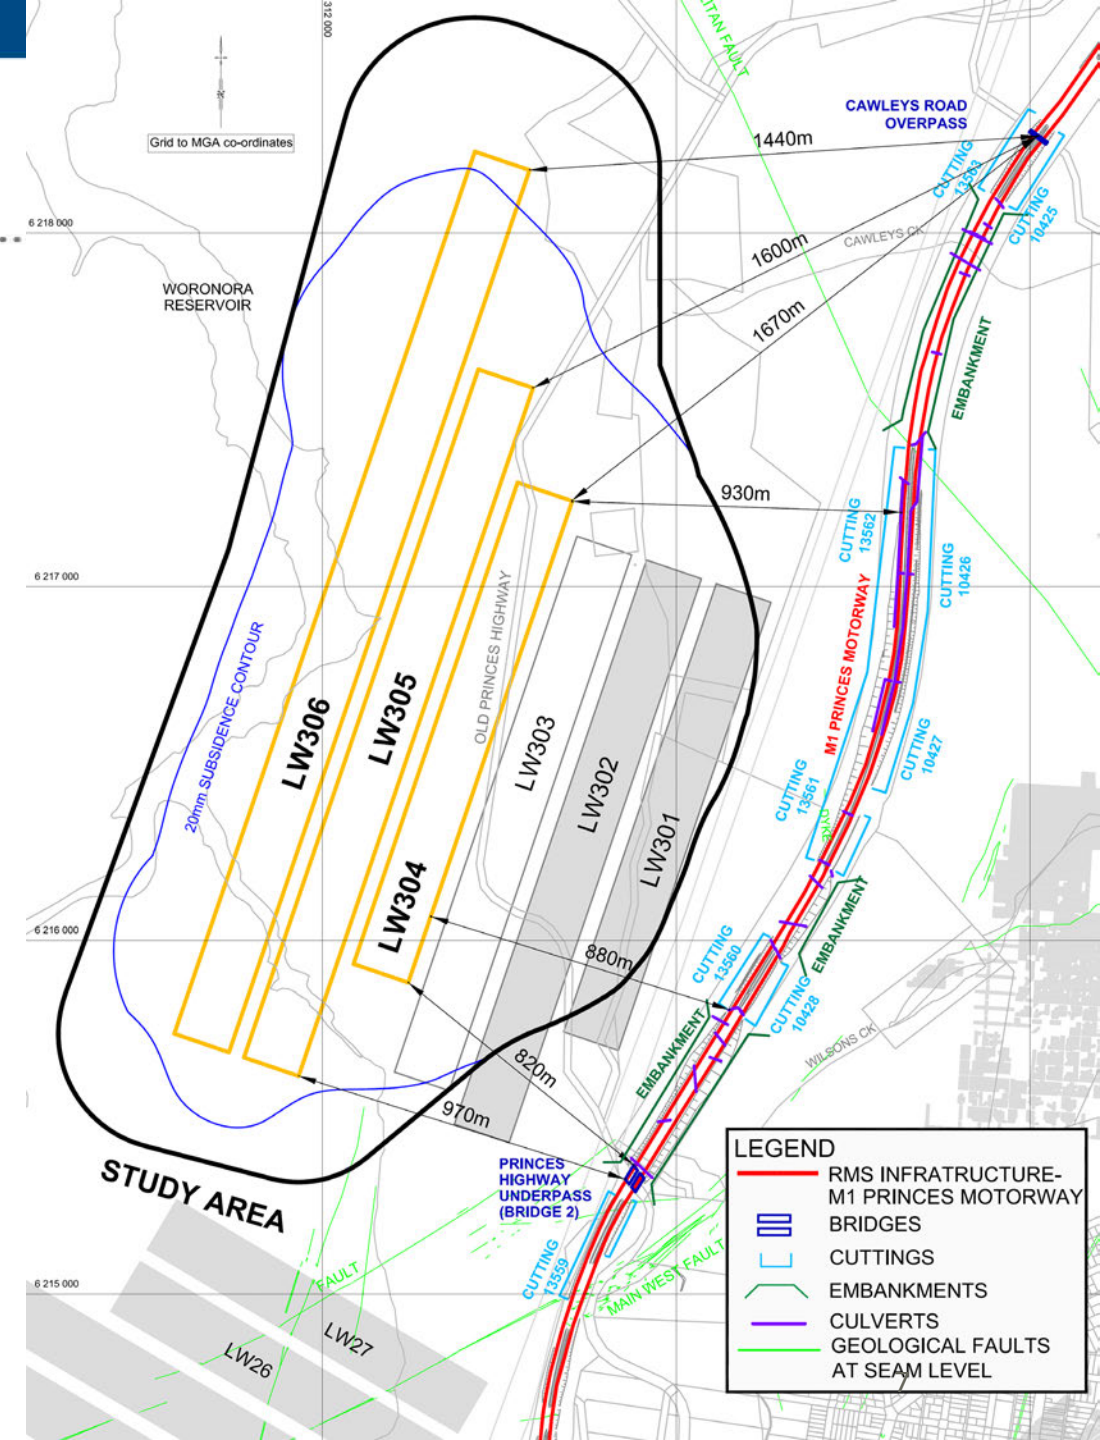 312 000
ITAN FAULT
N
Grid to MGA co-ordinates
CAWLEYS ROAD
OVERPASS
1440m
CUTTING
13563
CUTTING
10425
6 218 000
CAWLEYS CK
1600m
WORONORA
RESERVOIR
1670m
EMBANKMENT
930m
CUTTING
13562
CUTTING
10426
6 217 000
OLD PRINCES HIGHWAY
M1 PRINCES MOTORWAY
20mm SUBSIDENCE CONTOUR
LW306
LW305
LW303
LW302
LW301
CUTTING
10427
CUTTING
13561
DYKE
LW304
EMBANKMENT
6 216 000
880m
CUTTING
13560
CUTTING
10428
WILSONS CK
EMBANKMENT
820m
970m
STUDY AREA
PRINCES
HIGHWAY
UNDERPASS
(BRIDGE 2)
CUTTING
13559
MAIN WEST FAULT
FAULT
6 215 000
LW27
LW26
LEGEND
RMS INFRATRUCTURE-
M1 PRINCES MOTORWAY
BRIDGES
CUTTINGS
EMBANKMENTS
CULVERTS
GEOLOGICAL FAULTS
AT SEAM LEVEL